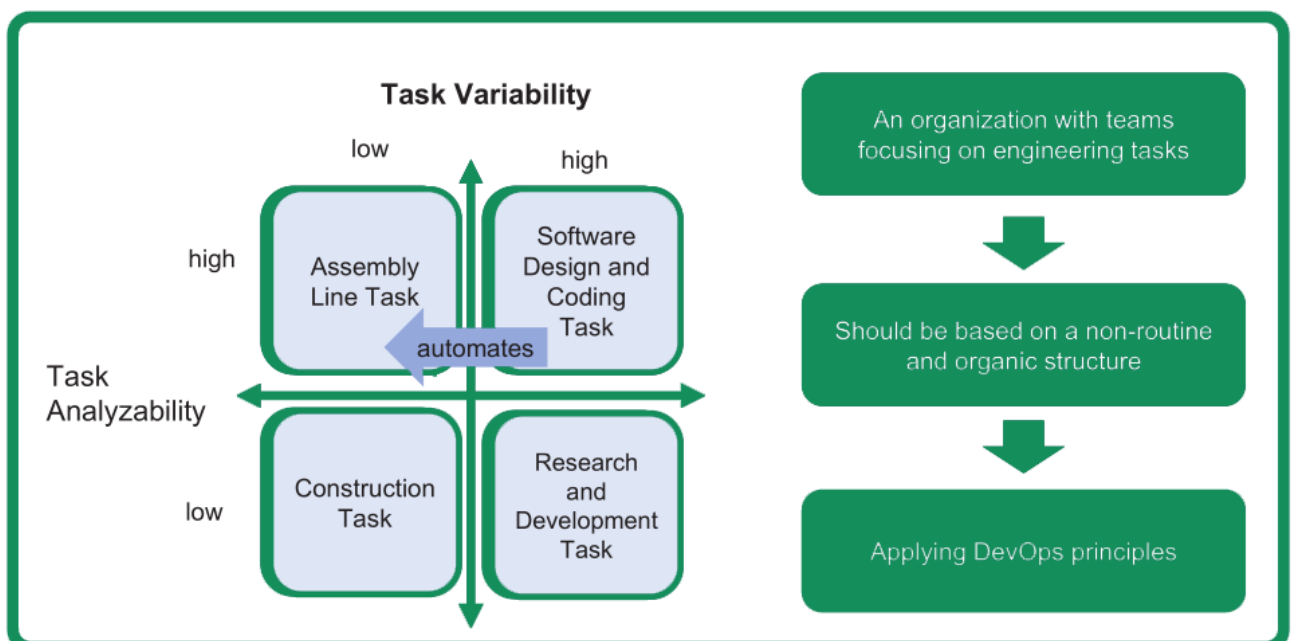 Task Variability
low
high
high
Assembly
Line Task
Software
Design and
Coding
Task
automates
Task
Analyzability
low
Construction
Task
Research
and
Development
Task
An organization with teams
focusing on engineering tasks
Should be based on a non-routine
and organic structure
Applying DevOps principles